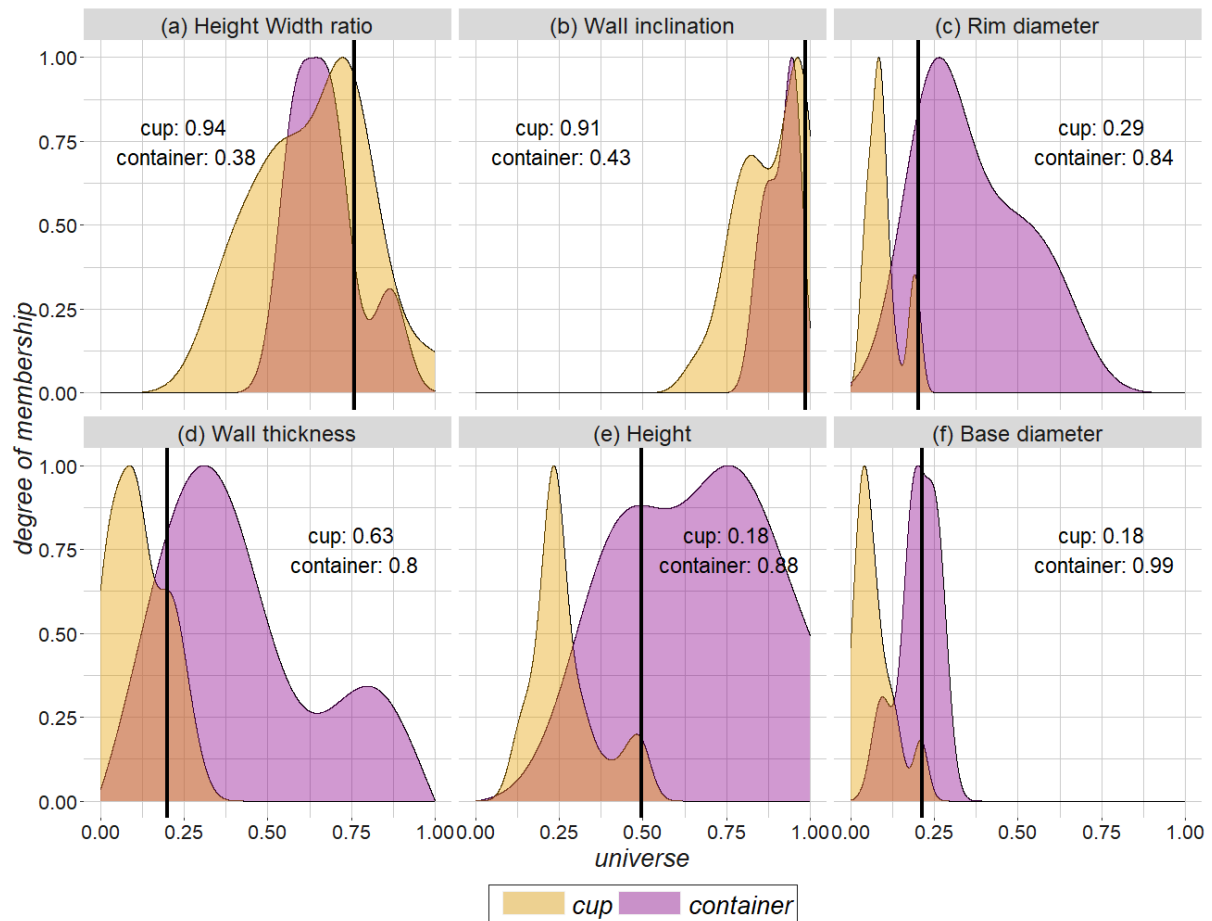 (a) Height Width ratio
(b) Wall inclination
(c) Rim diameter
1.00
0.75
0.50
0.25
0.00
cup: 0.94
container: 0.38
cup: 0.91
container: 0.43
cup: 0.29
container: 0.84
degree of membership
(d) Wall thickness
(e) Height
(f) Base diameter
1.00
0.75
0.50
0.25
0.00
cup: 0.63
container: 0.8
cup: 0.18
container: 0.88
cup: 0.18
container: 0.99
0.00 0.25 0.50 0.75 1.00 0.00 0.25 0.50 0.75 1.00 0.00 0.25 0.50 0.75 1.00
universe
cup container